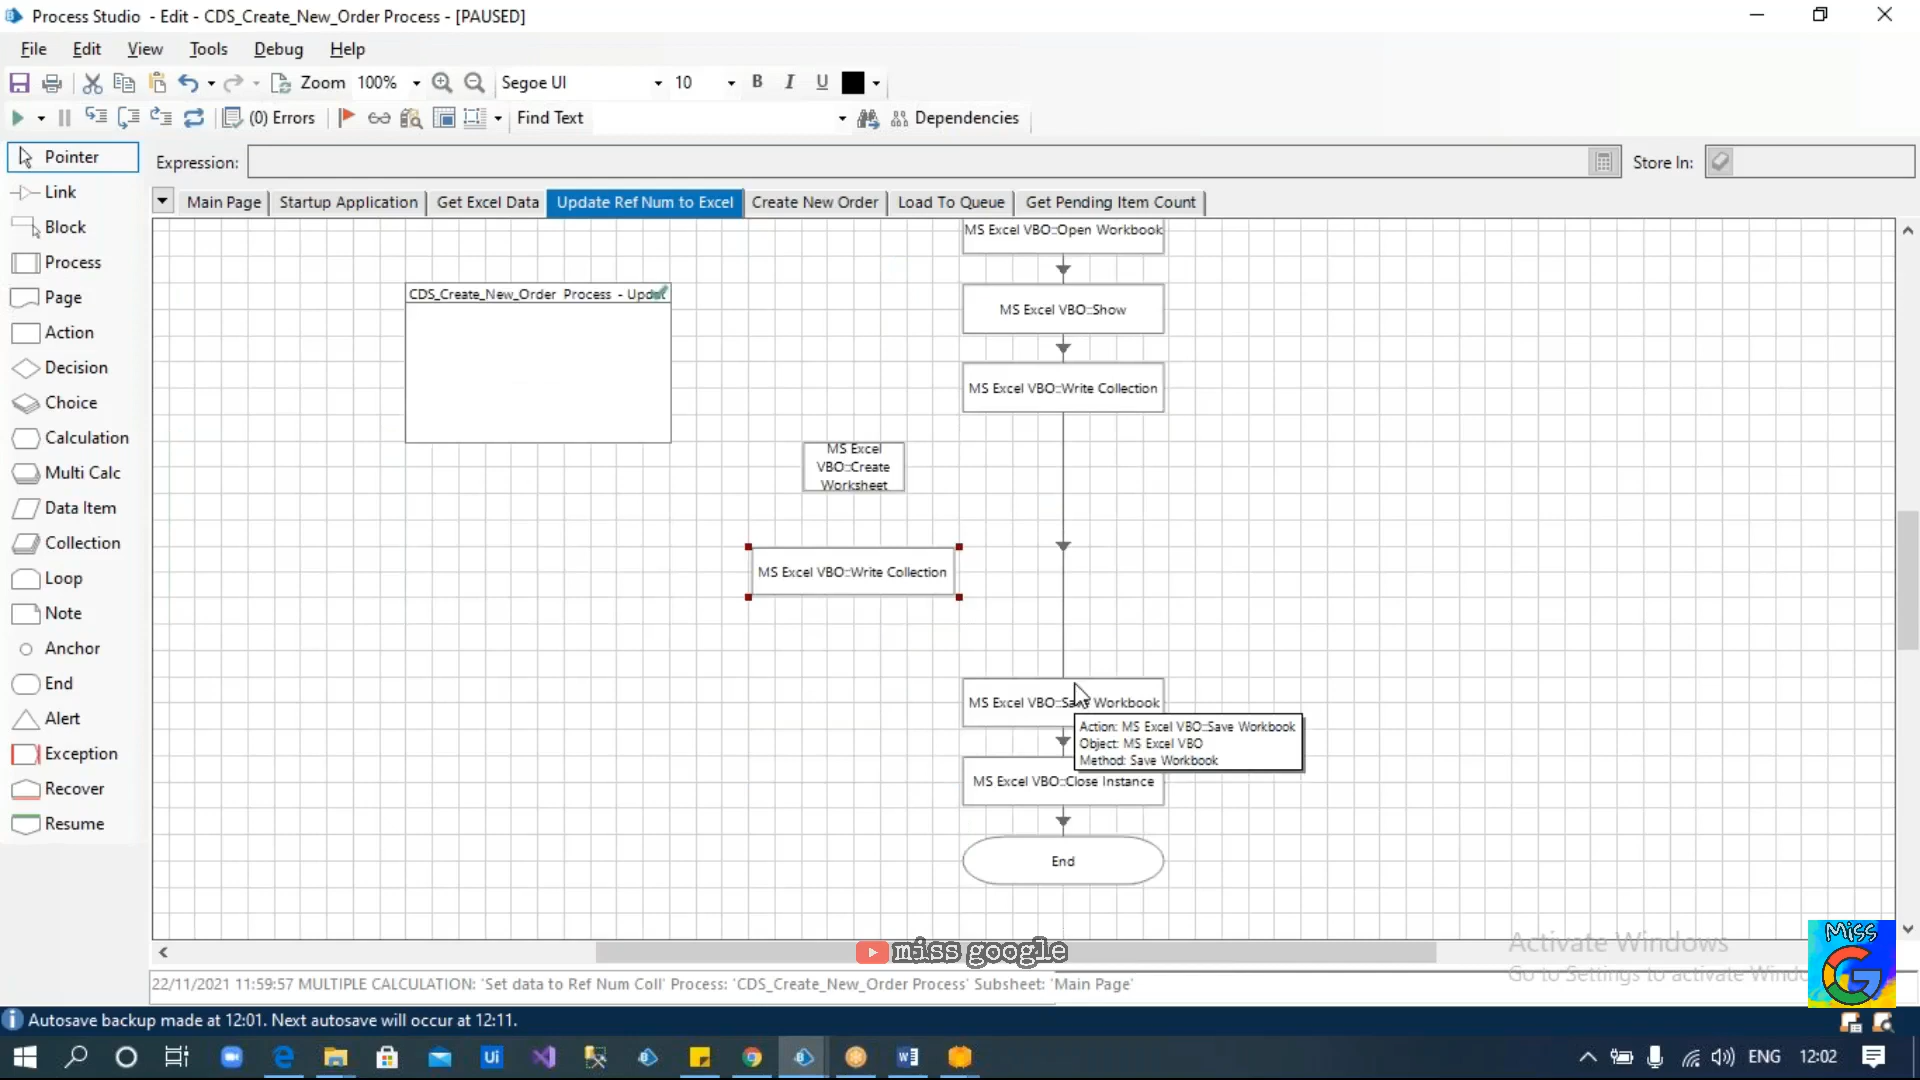 Process Studio - Edit - CDS_Create_New_Order Process - [PAUSED]
File Edit View Tools Debug Help
Zoom 100% Segoe UI 10 B I U
(0) Errors Find Text Dependencies
Pointer
Link
Block
Process
Page
Action
Decision
Choice
Calculation
Multi Calc
Data Item
Collection
Loop
Note
Anchor
End
Alert
Exception
Recover
Resume
Expression: Store In:
Main Page Startup Application Get Excel Data Update Ref Num to Excel Create New Order Load To Queue Get Pending Item Count
MS Excel VBO::Open Workbook
CDS_Create_New_Order Process - Updat
MS Excel VBO::Show
MS Excel VBO::Write Collection
MS Excel
VBO::Create
Worksheet
MS Excel VBO::Write Collection
MS Excel VBO::Save Workbook
Action: MS Excel VBO::Save Workbook
Object: MS Excel VBO
Method: Save Workbook
MS Excel VBO::Close Instance
End
miss google
Activate Windows
Go to Settings to activate Windo
Miss
G
22/11/2021 11:59:57 MULTIPLE CALCULATION: 'Set data to Ref Num Coll' Process: 'CDS_Create_New_Order Process' Subsheet: 'Main Page'
Autosave backup made at 12:01. Next autosave will occur at 12:11.
Ui
ENG 12:02